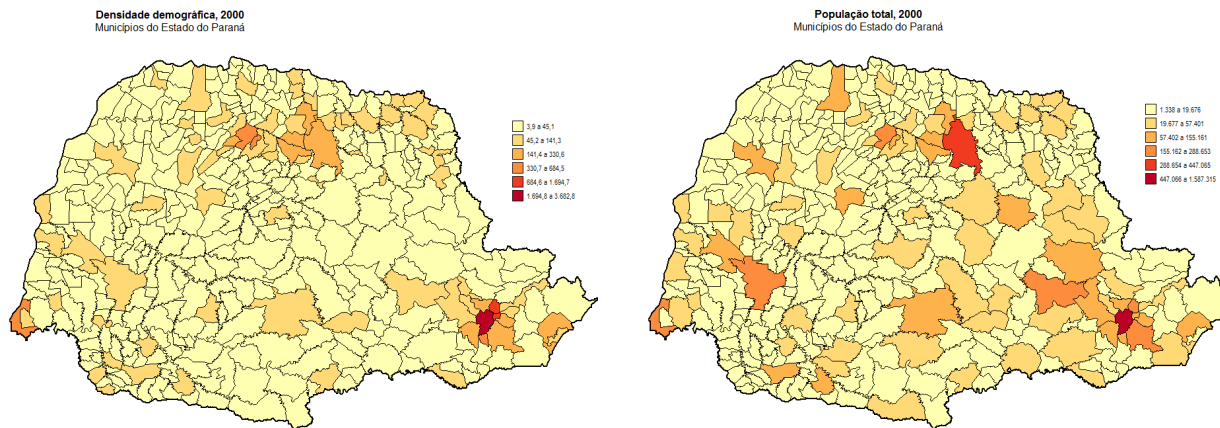 Densidade demográfica, 2000
Municípios do Estado do Paraná
3,9 a 45,1
45,2 a 141,3
141,4 a 330,6
330,7 a 684,5
684,6 a 1.694,7
1.694,8 a 3.682,8
População total, 2000
Municípios do Estado do Paraná
1.338 a 19.676
19.677 a 57.401
57.402 a 155.161
155.162 a 288.653
288.654 a 447.065
447.066 a 1.587.315